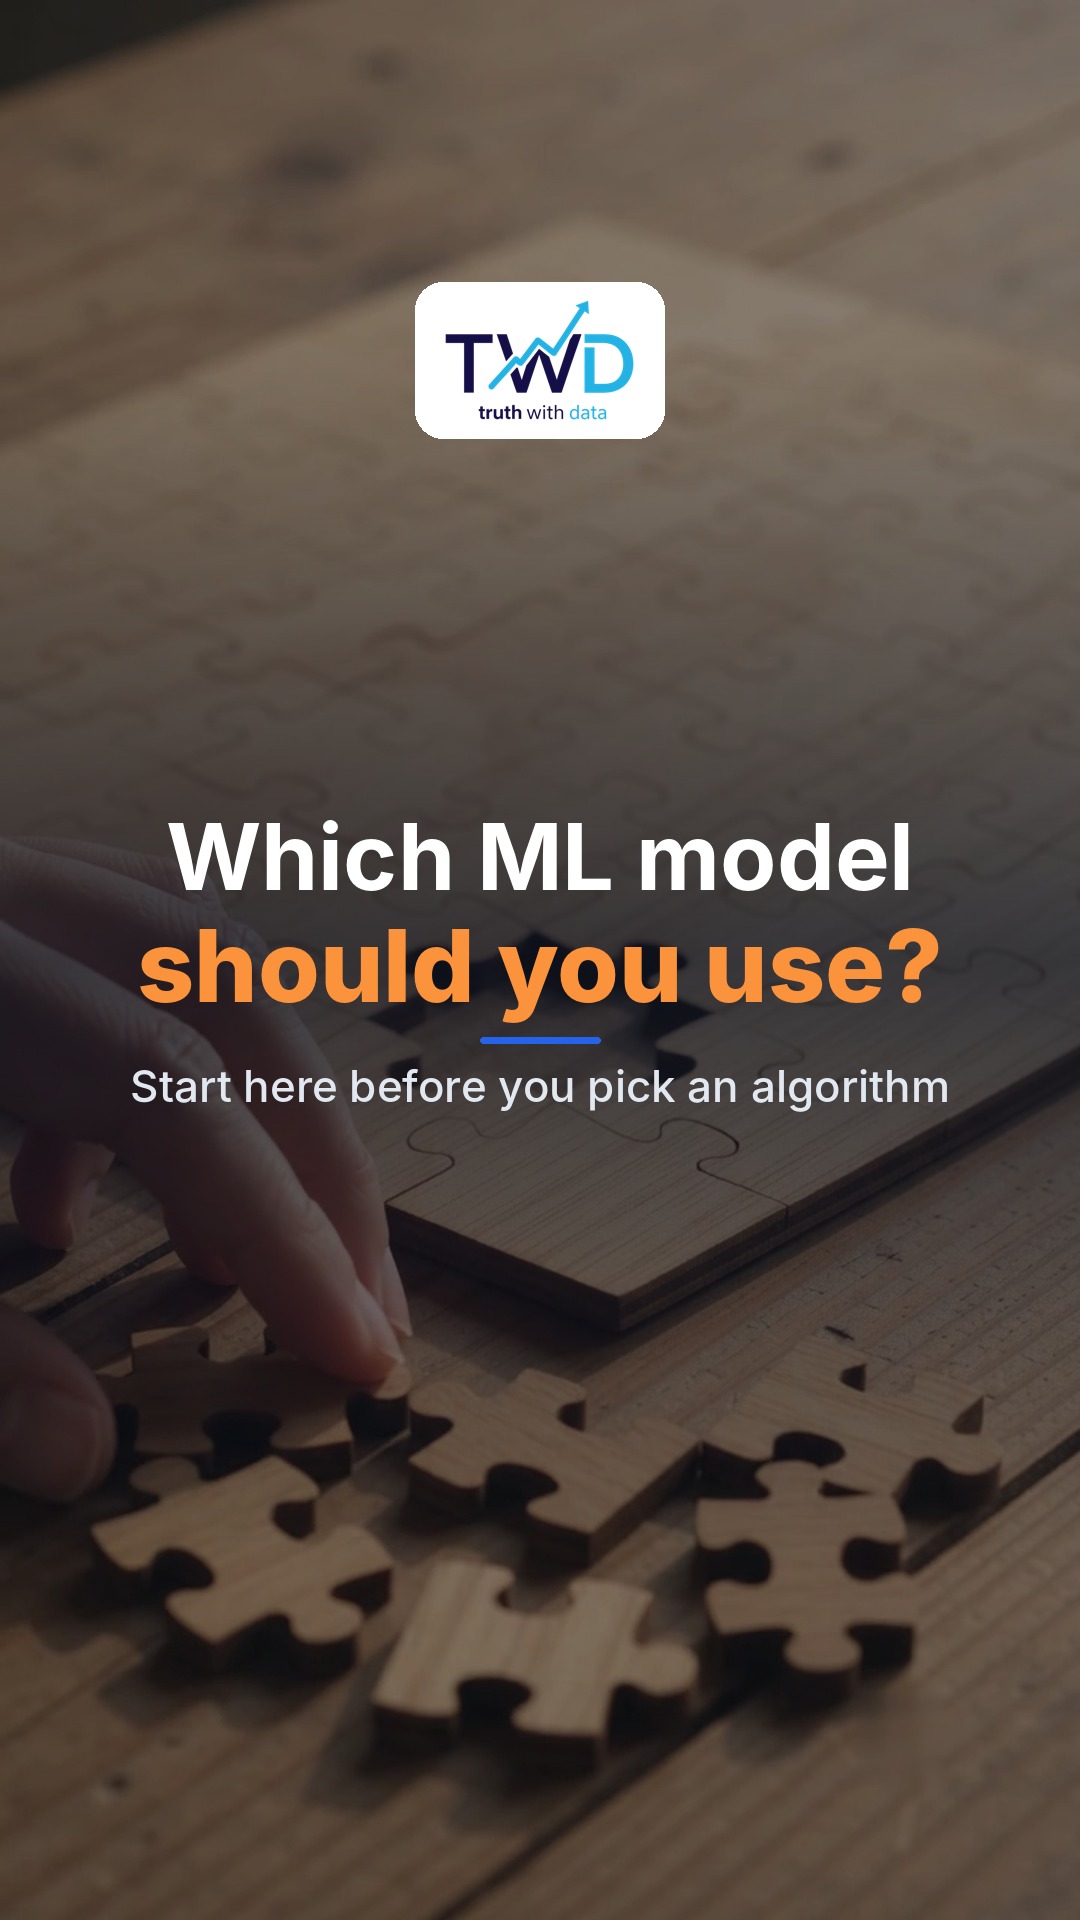 TWD
truth with data
Which ML model
should you use?
Start here before you pick an algorithm